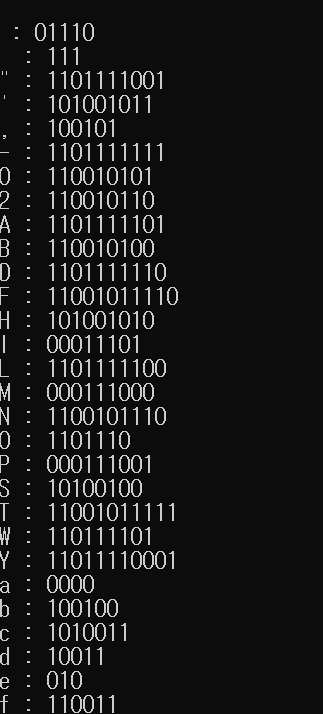 : 01110
: 111
" : 1101111001
' : 101001011
, : 100101
- : 1101111111
0 : 110010101
2 : 110010110
A : 1101111101
B : 110010100
D : 1101111110
F : 11001011110
H : 101001010
I : 00011101
L : 1101111100
M : 000111000
N : 1100101110
O : 1101110
P : 000111001
S : 10100100
T : 11001011111
W : 110111101
Y : 11011110001
a : 0000
b : 100100
c : 1010011
d : 10011
e : 010
f : 110011